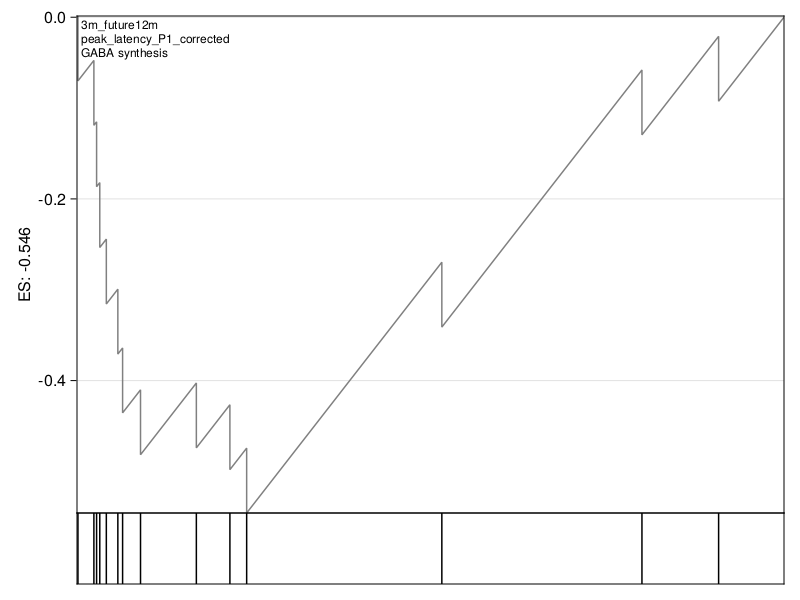 0.0
3m_future12m
peak_latency_P1_corrected
GABA synthesis
-0.2
ES: -0.546
-0.4